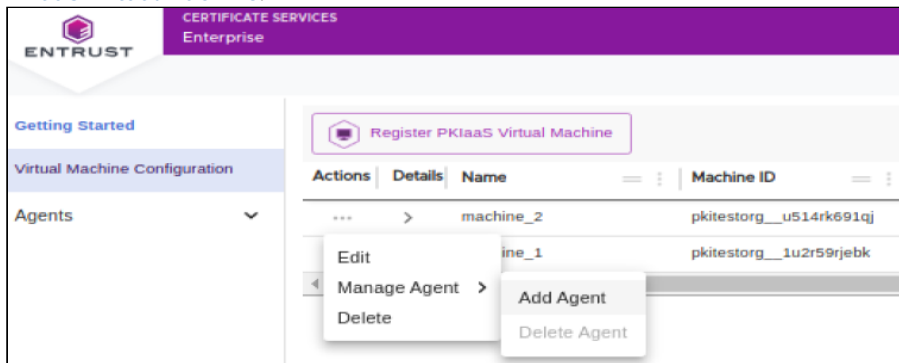 CERTIFICATE SERVICES
Enterprise
ENTRUST
Getting Started
Virtual Machine Configuration
Agents
Register PKIaaS Virtual Machine
Actions Details Name Machine ID
machine_2 pkitestorg__u514rk691qj
ine_1 pkitestorg__1u2r59rjebk
Edit
Manage Agent
Delete
Add Agent
Delete Agent